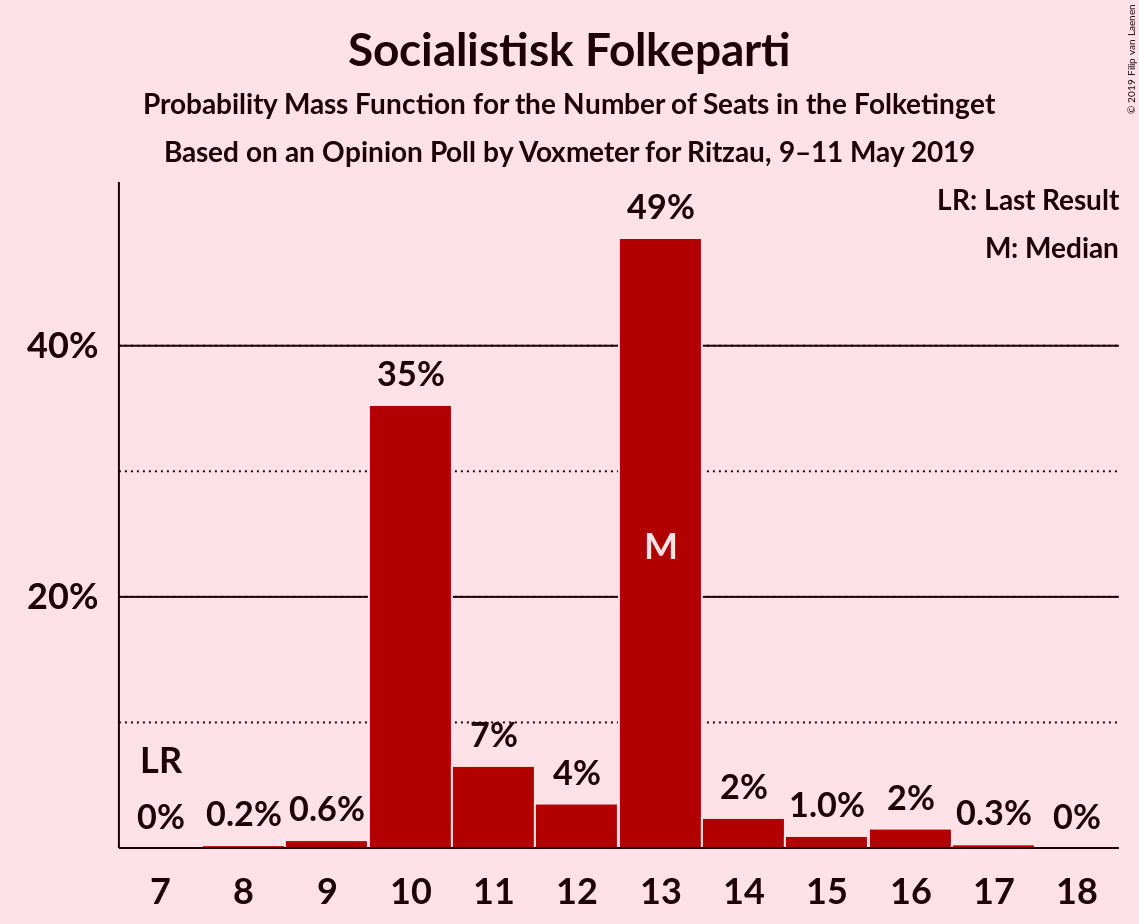 Socialistisk Folkeparti
Probability Mass Function for the Number of Seats in the Folketinget
Based on an Opinion Poll by Voxmeter for Ritzau, 9–11 May 2019
© 2019 Filip van Laenen
LR: Last Result
M: Median
49%
40%
35%
M
20%
7%
LR
4%
2%
2%
1.0%
0.6%
0.2%
0.3%
0%
0%
7 8 9 10 11 12 13 14 15 16 17 18